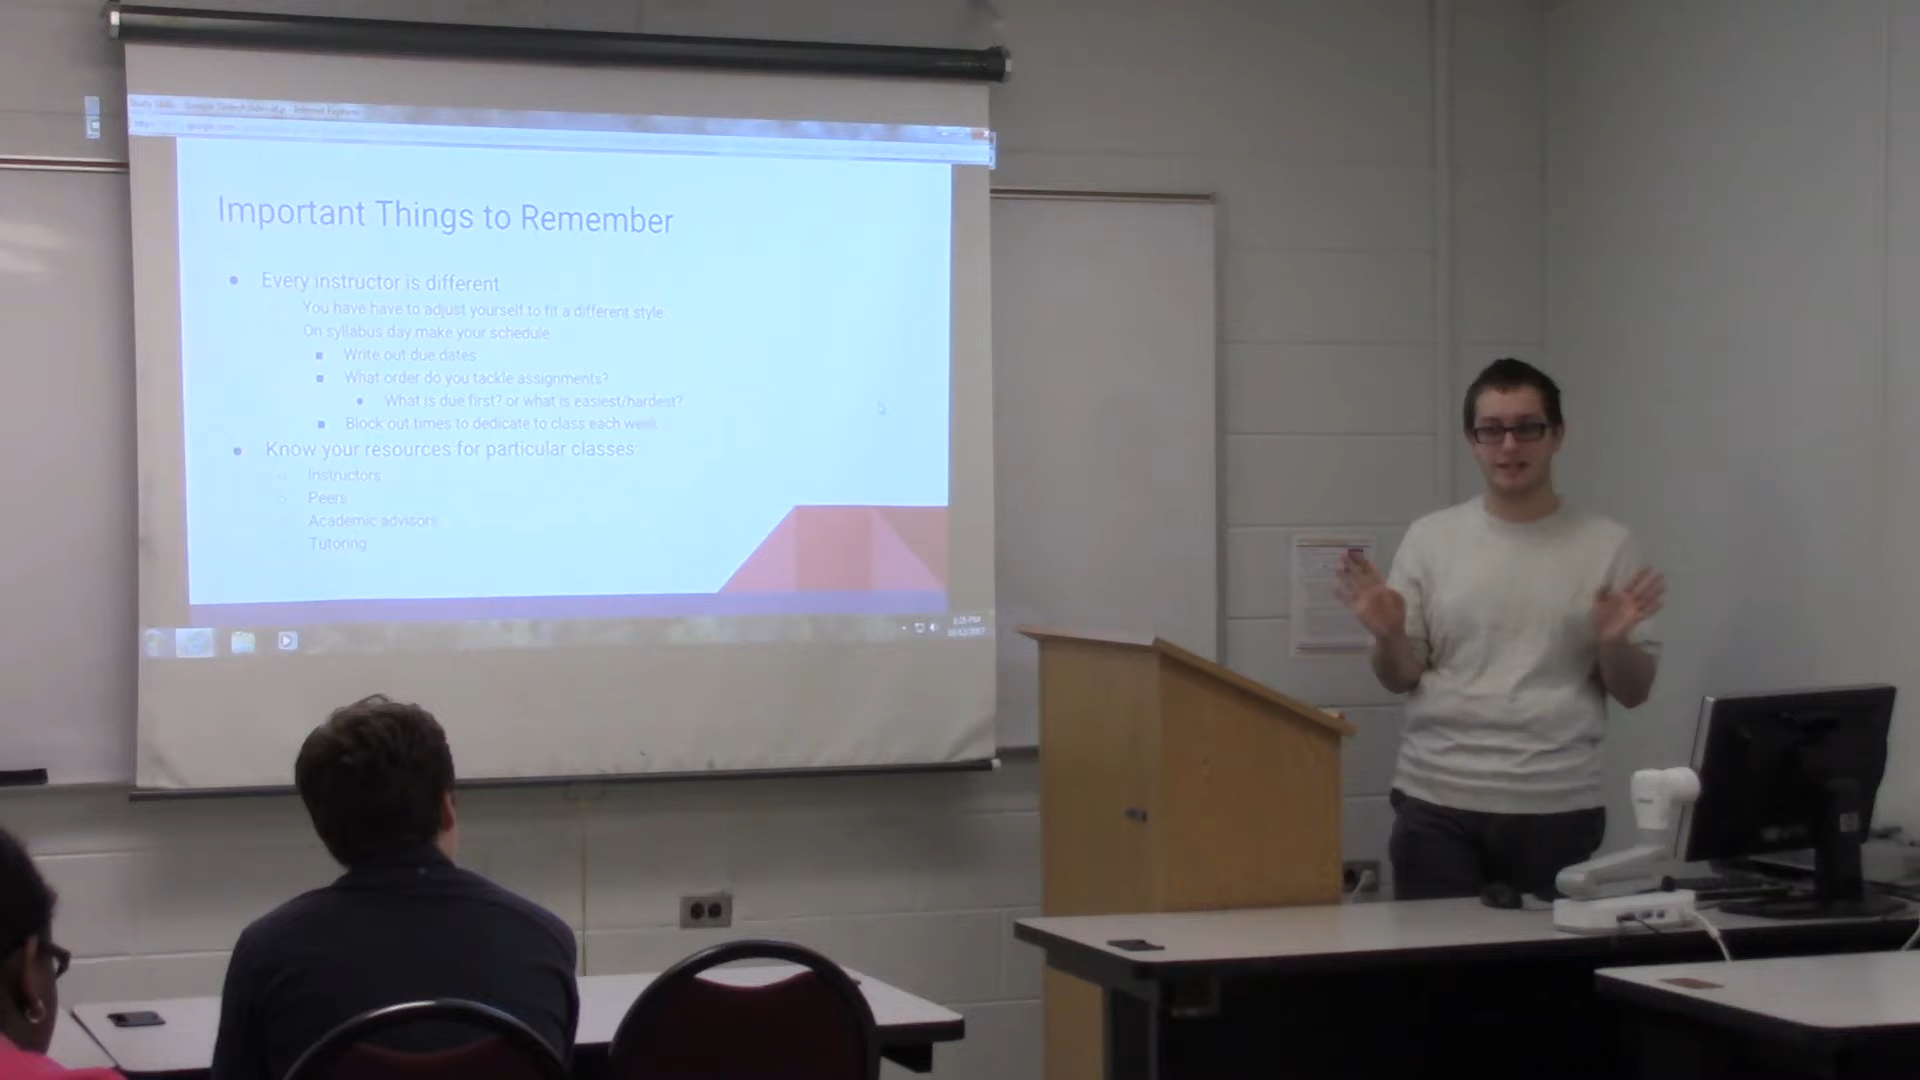 Important Things to Remember
Every instructor is different
You have have to adjust yourself to fit a different style
On syllabus day make your schedule
Write out due dates
What order do you tackle assignments?
What is due first? or what is easiest/hardest?
Block out times to dedicate to class each week
Know your resources for particular classes
Instructors
Peers
Academic advisors
Tutoring